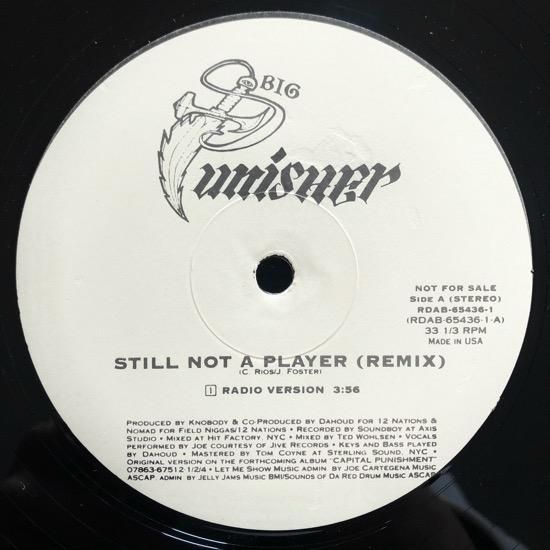 BIG
Punisher
NOT FOR SALE
SIDE A (STEREO)
RDAB-65436-1
(RDAB-65436-1-A)
33 1/3 RPM
MADE IN USA
STILL NOT A PLAYER (REMIX)
(C. RIOS/J. FOSTER)
1 RADIO VERSION 3:56
PRODUCED BY KNOBODY & CO-PRODUCED BY DAHOUD FOR 12 NATIONS &
NOMAD FOR FIELD NIGGAS/12 NATIONS • RECORDED BY SOUNDBOY AT AXIS
STUDIO • MIXED AT HIT FACTORY, NYC • MIXED BY TED WOHLSEN • VOCALS
PERFORMED BY JOE COURTESY OF JIVE RECORDS • KEYS AND BASS PLAYED
BY DAHOUD • MASTERED BY TOM COYNE AT STERLING SOUND, NYC •
ORIGINAL VERSION ON THE FORTHCOMING ALBUM "CAPITAL PUNISHMENT"
07863-67512 1/2/4 • LET ME SHOW MUSIC ADMIN. BY JOE CARTEGENA MUSIC
ASCAP, ADMIN. BY JELLY JAMS MUSIC BMI/SOUNDS OF DA RED DRUM MUSIC ASCAP